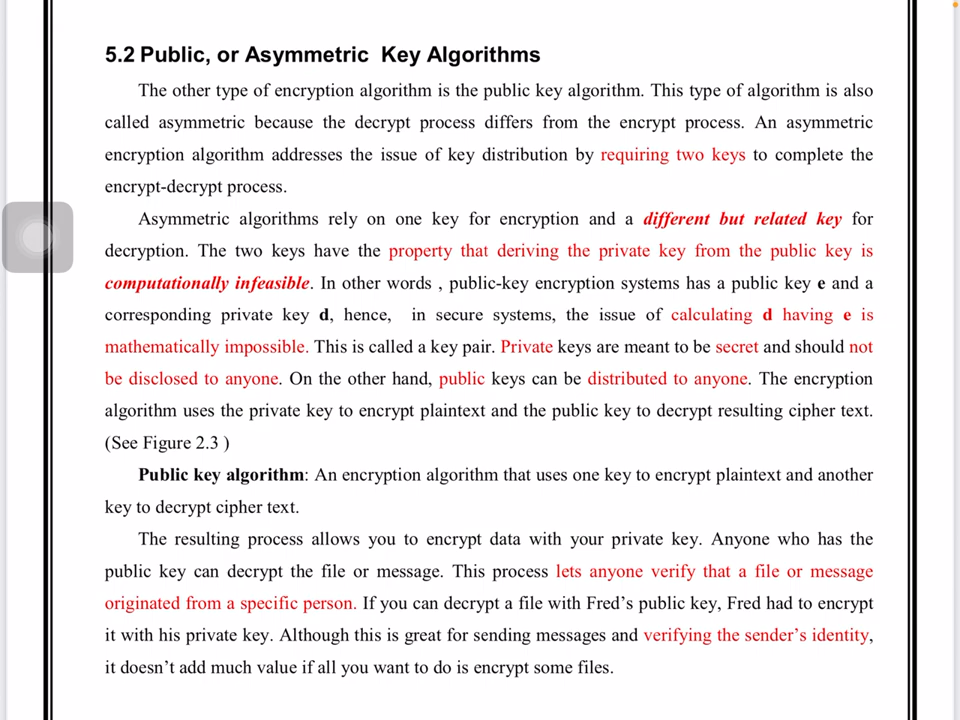 5.2 Public, or Asymmetric Key Algorithms
The other type of encryption algorithm is the public key algorithm. This type of algorithm is also
called asymmetric because the decrypt process differs from the encrypt process. An asymmetric
encryption algorithm addresses the issue of key distribution by requiring two keys to complete the
encrypt-decrypt process.
Asymmetric algorithms rely on one key for encryption and a different but related key for
decryption. The two keys have the property that deriving the private key from the public key is
computationally infeasible. In other words , public-key encryption systems has a public key e and a
corresponding private key d, hence, in secure systems, the issue of calculating d having e is
mathematically impossible. This is called a key pair. Private keys are meant to be secret and should not
be disclosed to anyone. On the other hand, public keys can be distributed to anyone. The encryption
algorithm uses the private key to encrypt plaintext and the public key to decrypt resulting cipher text.
(See Figure 2.3 )
Public key algorithm: An encryption algorithm that uses one key to encrypt plaintext and another
key to decrypt cipher text.
The resulting process allows you to encrypt data with your private key. Anyone who has the
public key can decrypt the file or message. This process lets anyone verify that a file or message
originated from a specific person. If you can decrypt a file with Fred’s public key, Fred had to encrypt
it with his private key. Although this is great for sending messages and verifying the sender’s identity,
it doesn’t add much value if all you want to do is encrypt some files.